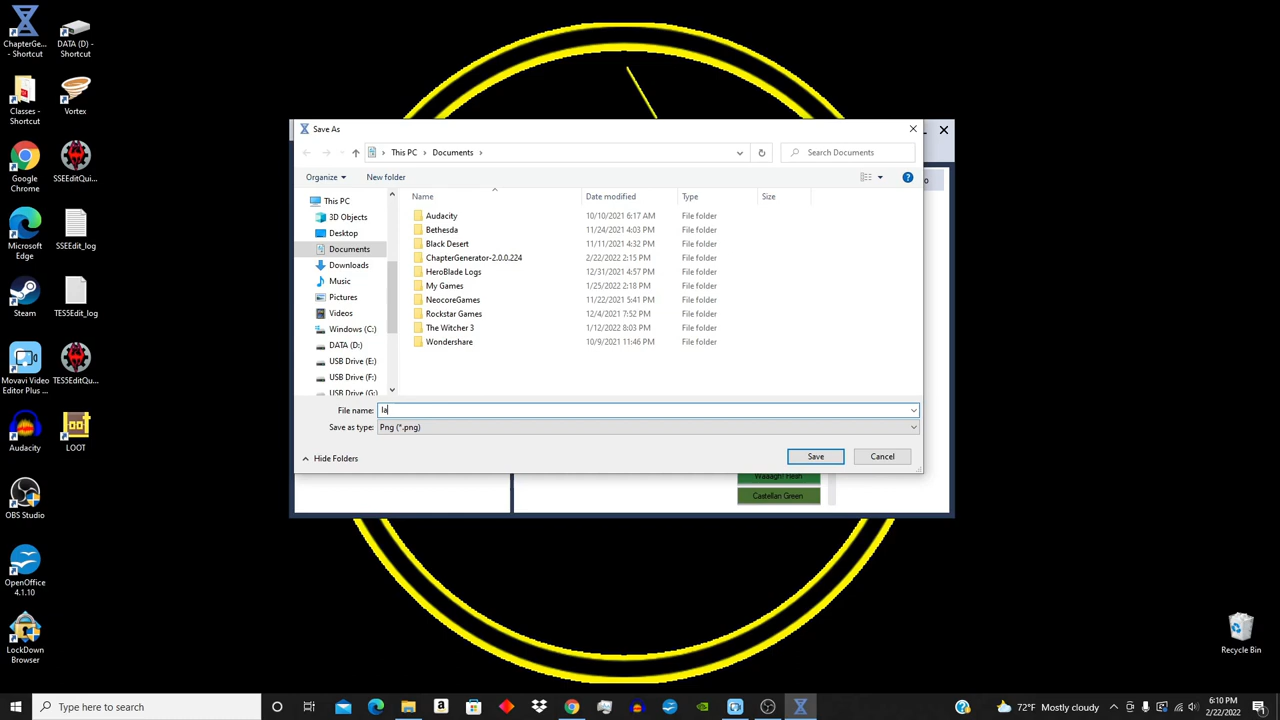 ChapterGe...
- Shortcut
DATA (D) -
Shortcut
Classes -
Shortcut
Vortex
Google
Chrome
SSEEditQui...
Microsoft
Edge
SSEEdit_log
Steam
TES5Edit_log
Movavi Video
Editor Plus ...
TES5EditQu...
Audacity
LOOT
OBS Studio
OpenOffice
4.1.10
LockDown
Browser
Recycle Bin
Save As
This PC
Documents
Search Documents
Organize
New folder
Name
Date modified
Type
Size
This PC
3D Objects
Desktop
Documents
Downloads
Music
Pictures
Videos
Windows (C:)
DATA (D:)
USB Drive (E:)
USB Drive (F:)
USB Drive (G:)
Audacity 10/10/2021 6:17 AM File folder
Bethesda 11/24/2021 4:03 PM File folder
Black Desert 11/11/2021 4:32 PM File folder
ChapterGenerator-2.0.0.224 2/22/2022 2:15 PM File folder
HeroBlade Logs 12/31/2021 4:57 PM File folder
My Games 1/25/2022 2:18 PM File folder
NeocoreGames 11/22/2021 5:41 PM File folder
Rockstar Games 12/4/2021 7:52 PM File folder
The Witcher 3 1/12/2022 8:03 PM File folder
Wondershare 10/9/2021 11:46 PM File folder
File name: la
Save as type: Png (*.png)
Hide Folders
Save
Cancel
Waaagh! Flesh
Castellan Green
Type here to search
72°F Mostly cloudy
6:10 PM
2/22/2022